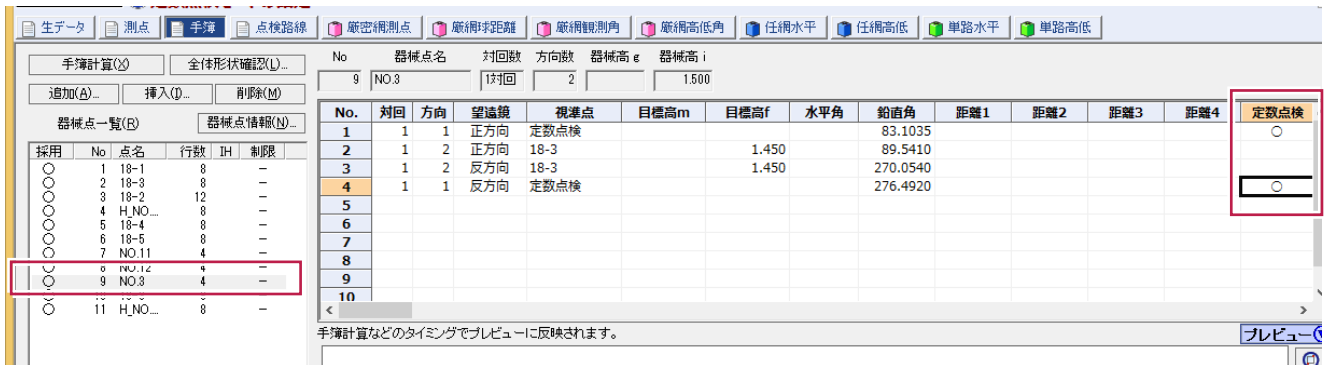 生データ 測点 手簿 点検路線 厳密網測点 厳網球距離 厳網観測角 厳網高低角 任網水平 任網高低 単路水平 単路高低
手簿計算(X) 全体形状確認(L)...
追加(A)... 挿入(I)... 削除(M)
器械点一覧(R) 器械点情報(N)...
採用 No 点名 行数 IH 制限
○ 1 18-1 8 −
○ 2 18-3 8 −
○ 3 18-2 12 −
○ 4 H_NO.... 8 −
○ 5 18-4 8 −
○ 6 18-5 8 −
○ 7 NO.11 4 −
○ 8 NO.12 4 −
○ 9 NO.3 4 −
○ 11 H_NO.... 8 −
No 器械点名 対回数 方向数 器械高g 器械高i
9 NO.3 1対回 2 1.500
No. 対回 方向 望遠鏡 視準点 目標高m 目標高f 水平角 鉛直角 距離1 距離2 距離3 距離4 定数点検
1 1 1 正方向 定数点検 83.1035 ○
2 1 2 正方向 18-3 1.450 89.5410
3 1 2 反方向 18-3 1.450 270.0540
4 1 1 反方向 定数点検 276.4920 ○
5
6
7
8
9
10
手簿計算などのタイミングでプレビューに反映されます。
プレビュー